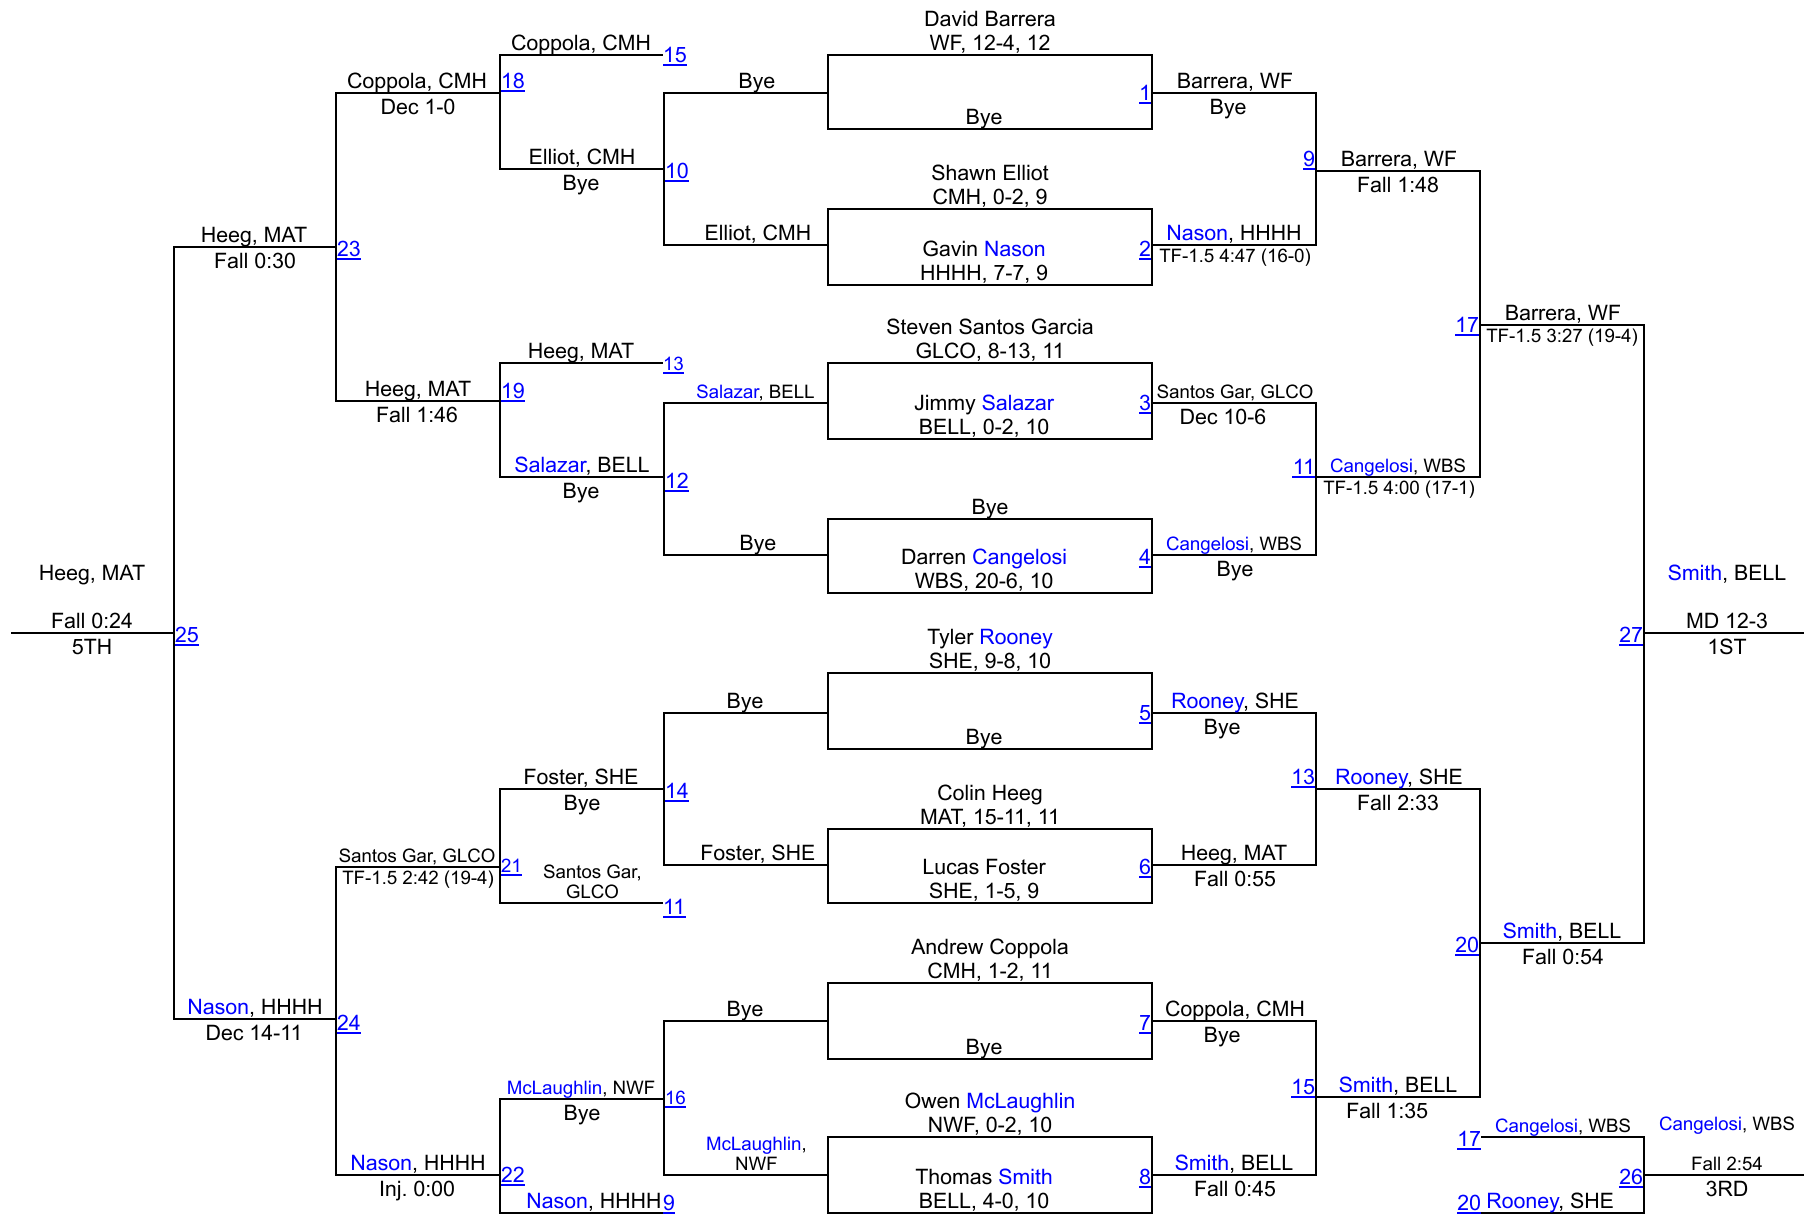 David Barrera
WF, 12-4, 12
Coppola, CMH
15
Coppola, CMH
18
Dec 1-0
Bye
1
Barrera, WF
Bye
Bye
Elliot, CMH
10
Bye
Shawn Elliot
CMH, 0-2, 9
9
Barrera, WF
Fall 1:48
Heeg, MAT
23
Fall 0:30
Elliot, CMH
Gavin Nason
HHHH, 7-7, 9
2
Nason, HHHH
TF-1.5 4:47 (16-0)
Steven Santos Garcia
GLCO, 8-13, 11
17
Barrera, WF
TF-1.5 3:27 (19-4)
Heeg, MAT
13
Heeg, MAT
19
Fall 1:46
Salazar, BELL
Jimmy Salazar
BELL, 0-2, 10
3
Santos Gar, GLCO
Dec 10-6
Salazar, BELL
12
Bye
11
Cangelosi, WBS
TF-1.5 4:00 (17-1)
Bye
Bye
Darren Cangelosi
WBS, 20-6, 10
4
Cangelosi, WBS
Bye
Heeg, MAT
Fall 0:24
25
5TH
Smith, BELL
27
MD 12-3
1ST
Tyler Rooney
SHE, 9-8, 10
Bye
5
Rooney, SHE
Bye
Bye
Foster, SHE
14
Bye
Colin Heeg
MAT, 15-11, 11
13
Rooney, SHE
Fall 2:33
Santos Gar, GLCO
21
TF-1.5 2:42 (19-4)
Santos Gar,
GLCO
11
Foster, SHE
Lucas Foster
SHE, 1-5, 9
6
Heeg, MAT
Fall 0:55
Andrew Coppola
CMH, 1-2, 11
20
Smith, BELL
Fall 0:54
Nason, HHHH
24
Dec 14-11
Bye
7
Coppola, CMH
Bye
Bye
McLaughlin, NWF
16
Bye
Owen McLaughlin
NWF, 0-2, 10
15
Smith, BELL
Fall 1:35
McLaughlin,
NWF
17
Cangelosi, WBS
Cangelosi, WBS
Nason, HHHH
22
Inj. 0:00
Nason, HHHH
9
Thomas Smith
BELL, 4-0, 10
8
Smith, BELL
Fall 0:45
26
Fall 2:54
3RD
20
Rooney, SHE